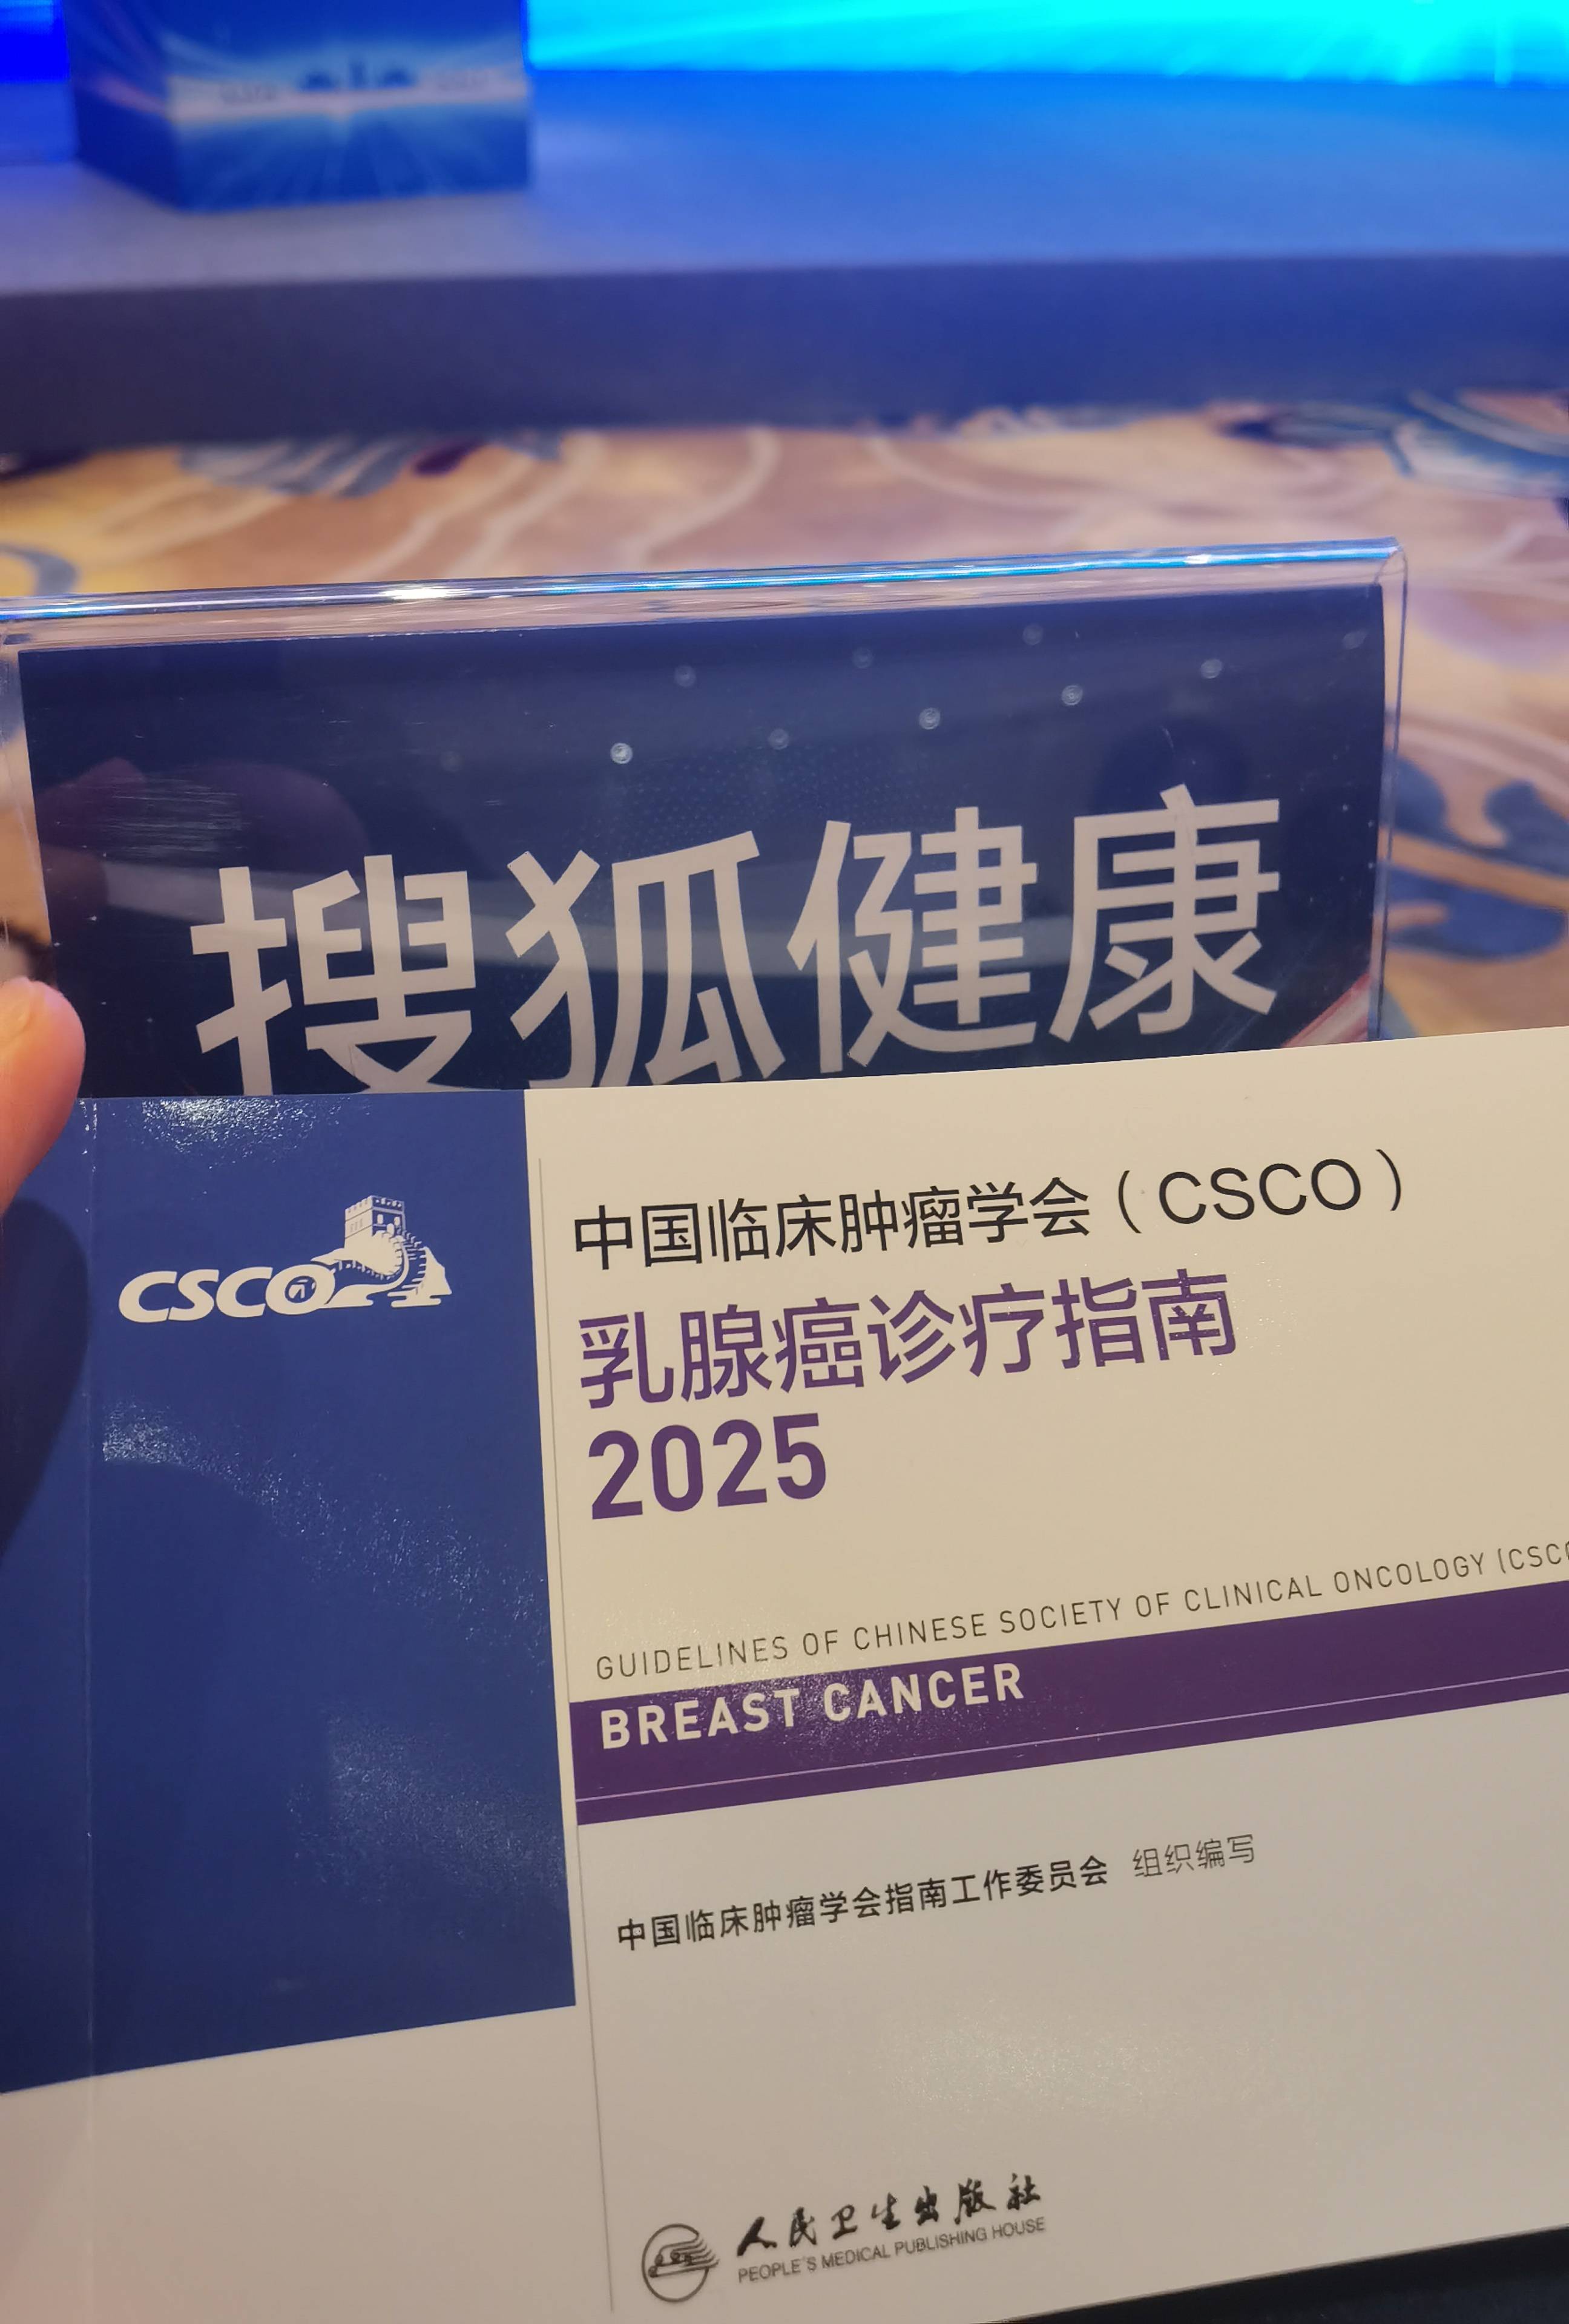 搜狐健康
CSCO
中国临床肿瘤学会（CSCO）
乳腺癌诊疗指南
2025
GUIDELINES OF CHINESE SOCIETY OF CLINICAL ONCOLOGY (CSCO
BREAST CANCER
中国临床肿瘤学会指南工作委员会 组织编写
人民卫生出版社
PEOPLE'S MEDICAL PUBLISHING HOUSE